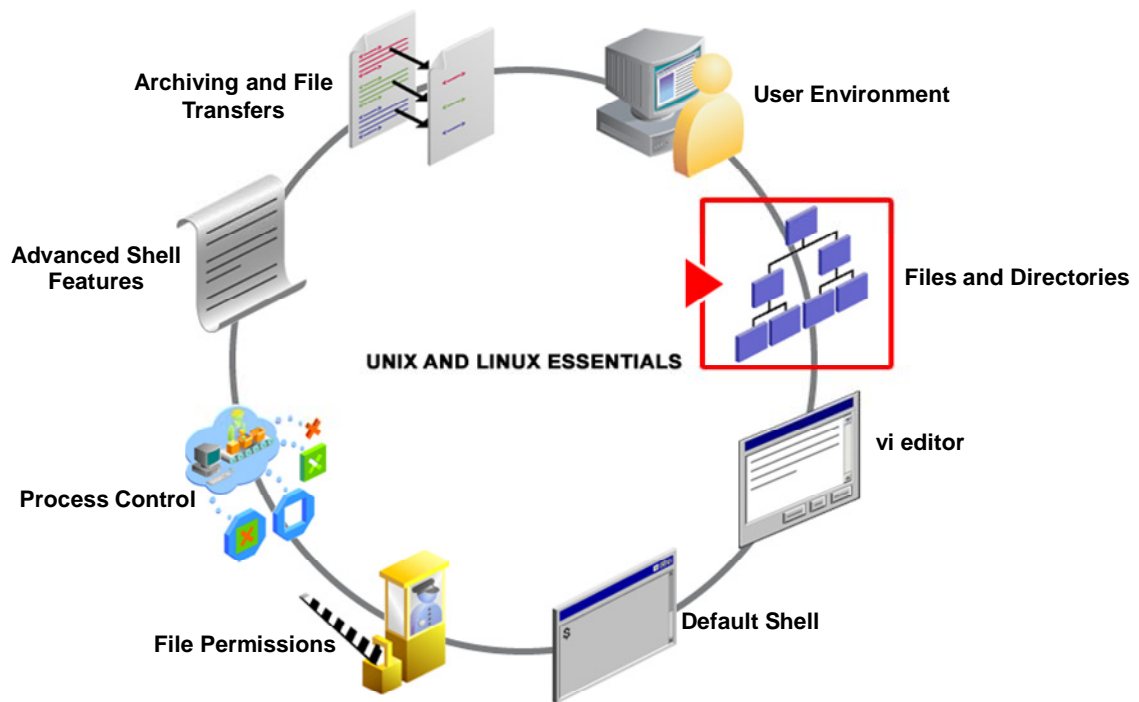 Archiving and File
Transfers
User Environment
Advanced Shell
Features
Files and Directories
UNIX AND LINUX ESSENTIALS
vi editor
Process Control
$
Default Shell
File Permissions